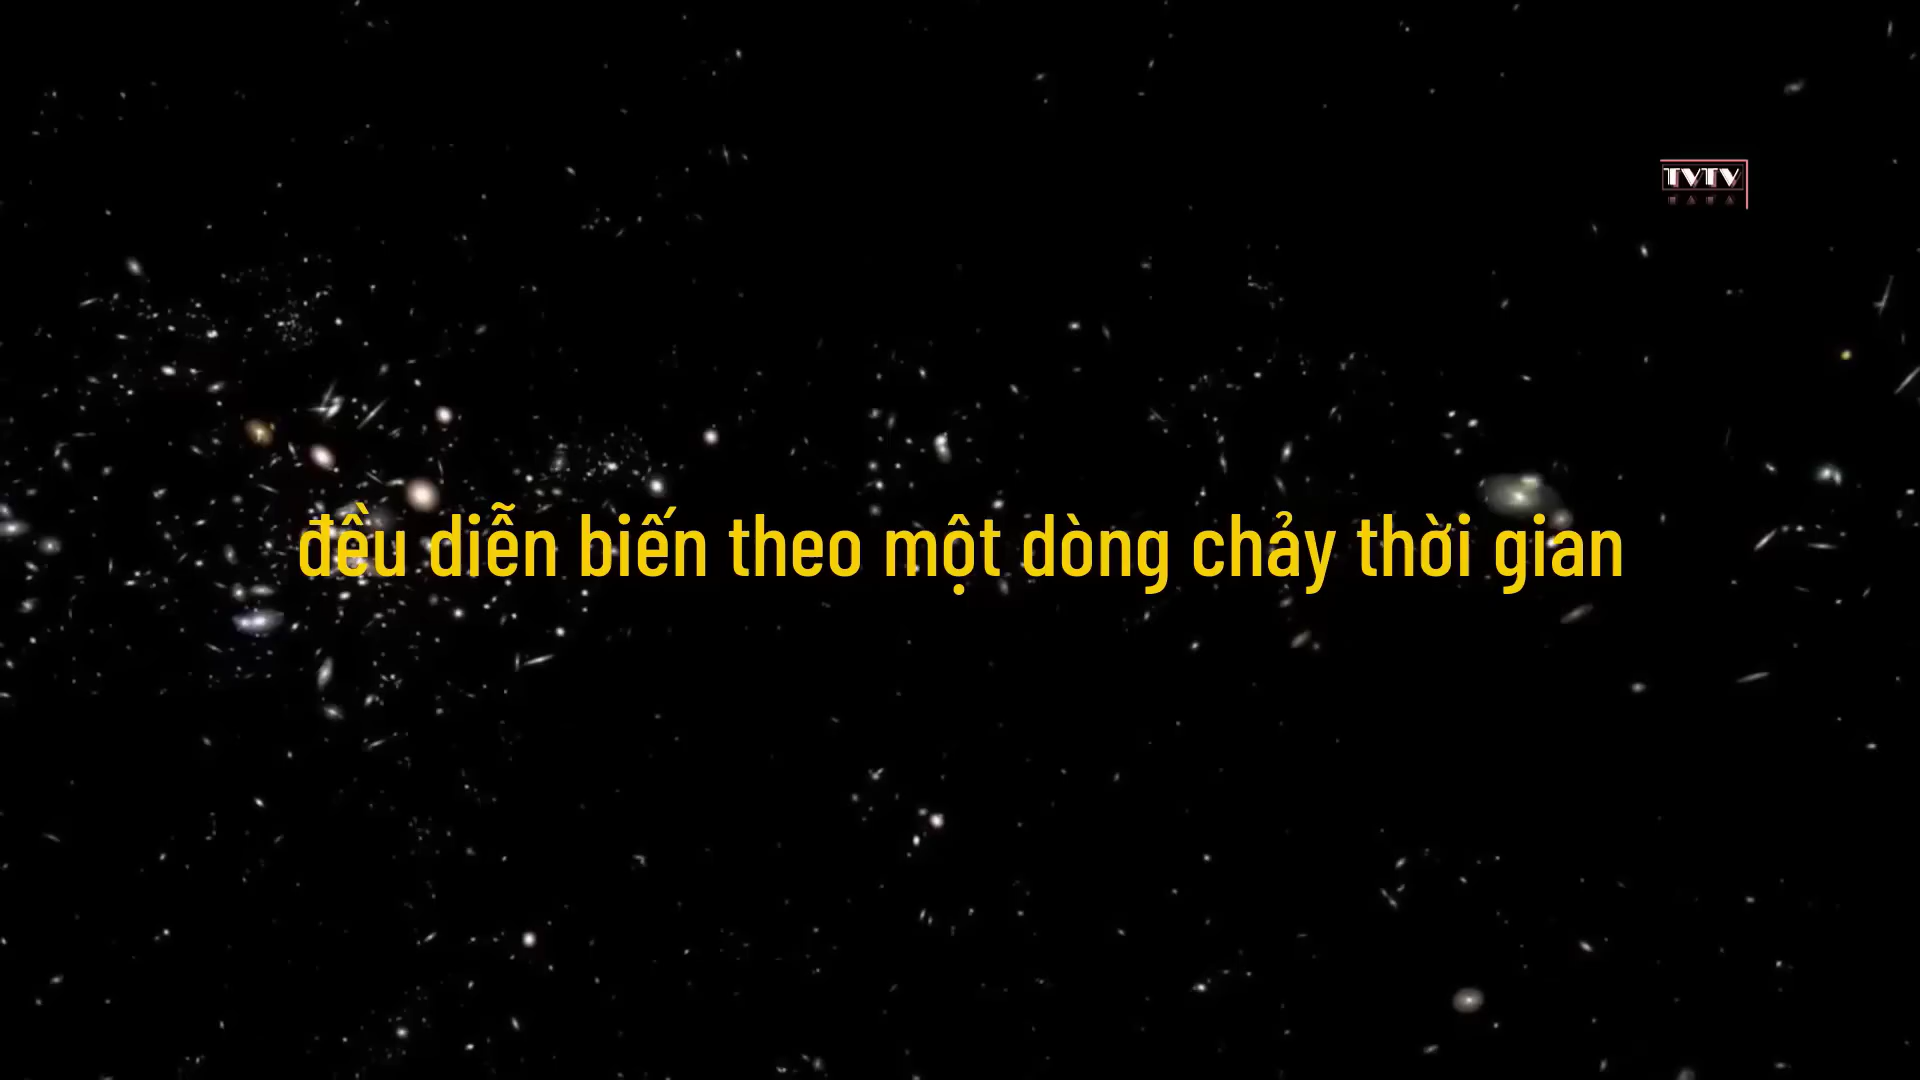 TVTV
đều diễn biến theo một dòng chảy thời gian